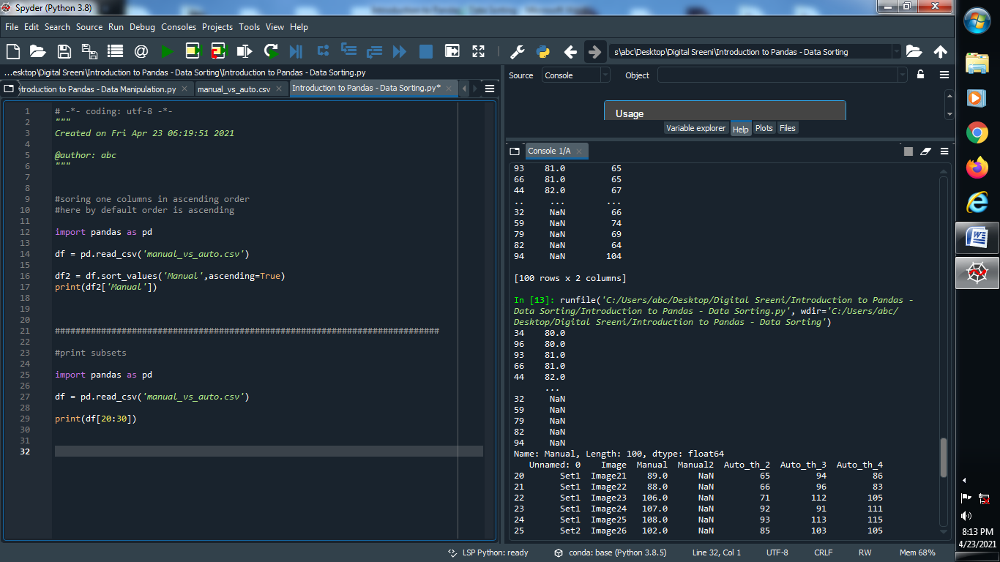 Spyder (Python 3.8)
File Edit Search Source Run Debug Consoles Projects Tools View Help
s\abc\Desktop\Digital Sreeni\Introduction to Pandas - Data Sorting
...esktop\Digital Sreeni\Introduction to Pandas - Data Sorting\Introduction to Pandas - Data Sorting.py
troduction to Pandas - Data Manipulation.py
manual_vs_auto.csv
Introduction to Pandas - Data Sorting.py*
1 # -*- coding: utf-8 -*-
2 """
3 Created on Fri Apr 23 06:19:51 2021
4
5 @author: abc
6 """
7
8
9 #soring one columns in ascending order
10 #here by default order is ascending
11
12 import pandas as pd
13
14 df = pd.read_csv('manual_vs_auto.csv')
15
16 df2 = df.sort_values('Manual',ascending=True)
17 print(df2['Manual'])
18
19
20
21 ###########################################################################
22
23 #print subsets
24
25 import pandas as pd
26
27 df = pd.read_csv('manual_vs_auto.csv')
28
29 print(df[20:30])
30
31
32
Source Console Object
Usage
Variable explorer Help Plots Files
Console 1/A
93 81.0 65
66 81.0 65
44 82.0 67
.. ... ...
32 NaN 66
59 NaN 74
79 NaN 69
82 NaN 64
94 NaN 104
[100 rows x 2 columns]
In [13]: runfile('C:/Users/abc/Desktop/Digital Sreeni/Introduction to Pandas -
Data Sorting/Introduction to Pandas - Data Sorting.py', wdir='C:/Users/abc/
Desktop/Digital Sreeni/Introduction to Pandas - Data Sorting')
34 80.0
96 80.0
93 81.0
66 81.0
44 82.0
...
32 NaN
59 NaN
79 NaN
82 NaN
94 NaN
Name: Manual, Length: 100, dtype: float64
Unnamed: 0 Image Manual Manual2 Auto_th_2 Auto_th_3 Auto_th_4
20 Set1 Image21 89.0 NaN 65 94 86
21 Set1 Image22 88.0 NaN 66 96 83
22 Set1 Image23 106.0 NaN 71 112 105
23 Set1 Image24 107.0 NaN 92 91 111
24 Set1 Image25 108.0 NaN 93 113 115
25 Set2 Image26 102.0 NaN 85 103 105
LSP Python: ready conda: base (Python 3.8.5) Line 32, Col 1 UTF-8 CRLF RW Mem 68%
8:13 PM
4/23/2021